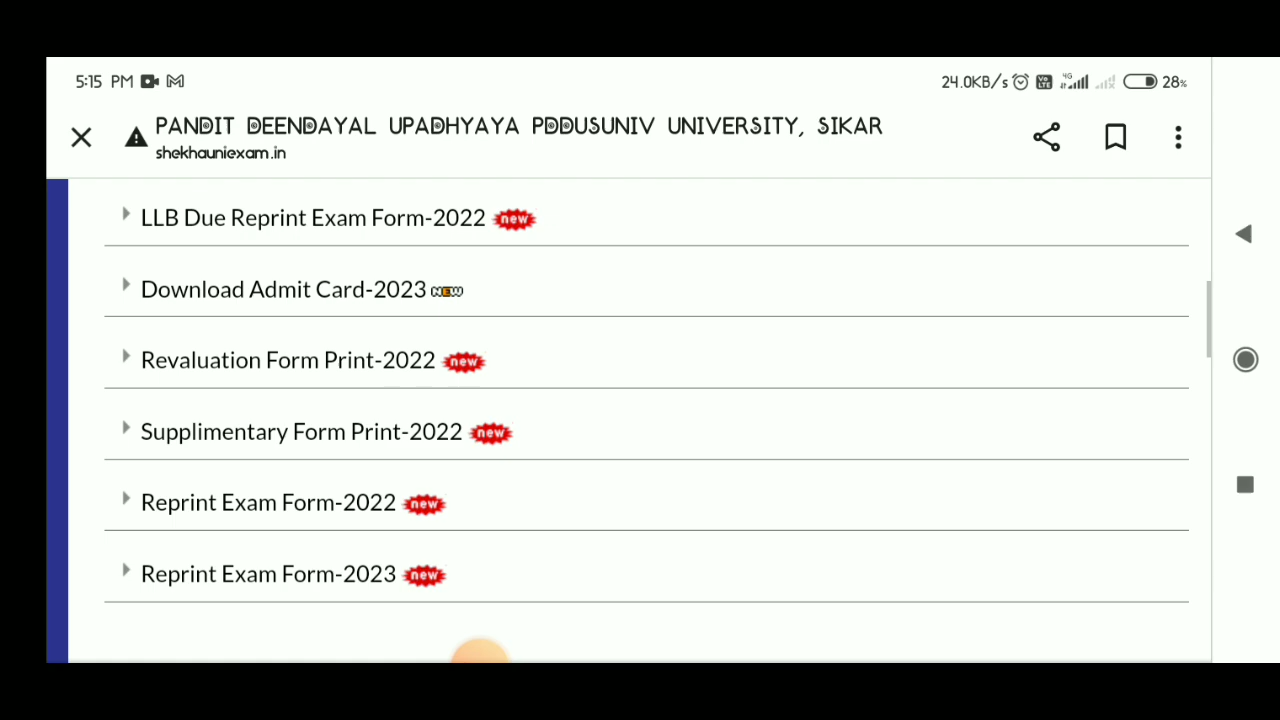 5:15 PM
24.0KB/s 4G 28%
PANDIT DEENDAYAL UPADHYAYA PDDUSUNIV UNIVERSITY, SIKAR
shekhauniexam.in
LLB Due Reprint Exam Form-2022 new
Download Admit Card-2023 NEW
Revaluation Form Print-2022 new
Supplimentary Form Print-2022 new
Reprint Exam Form-2022 new
Reprint Exam Form-2023 new